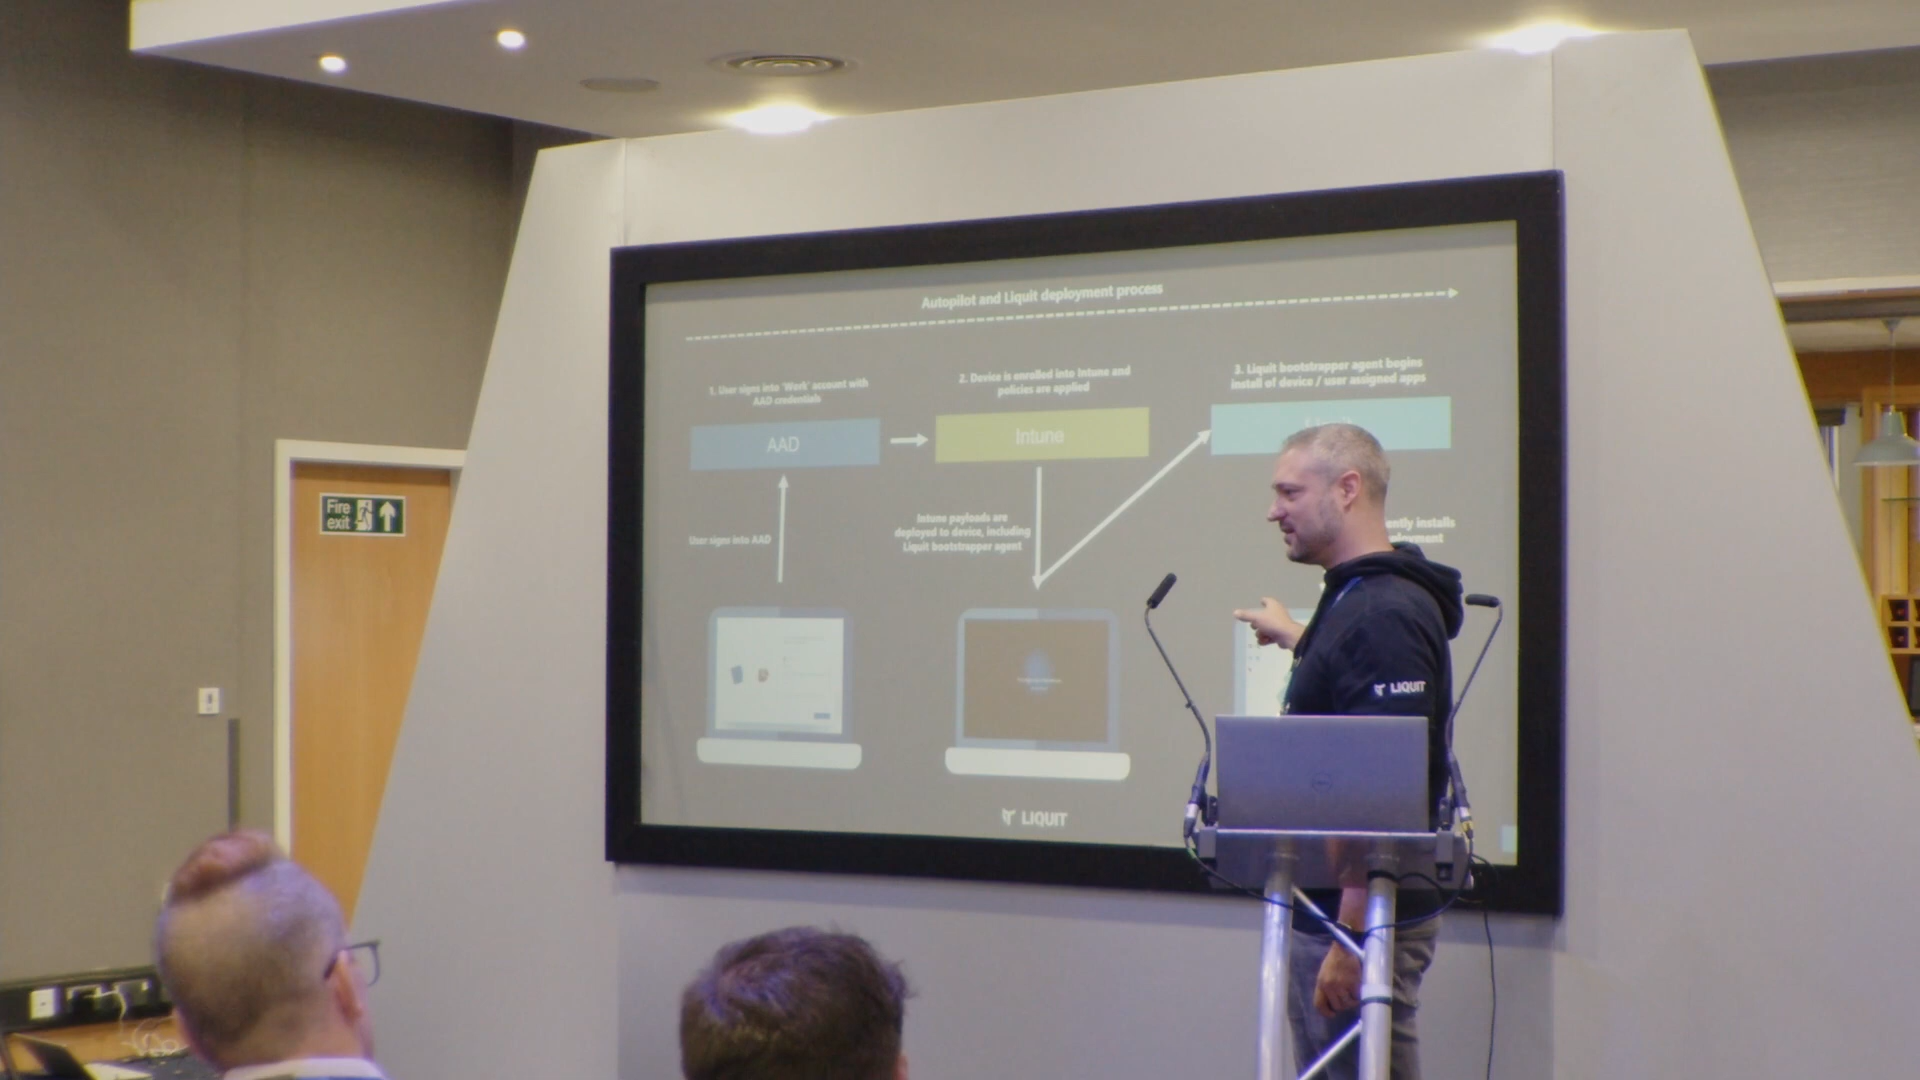 Autopilot and Liquit deployment process
1. User signs into 'Work' account with
AAD credentials
2. Device is enrolled into Intune and
policies are applied
3. Liquit bootstrapper agent begins
install of device / user assigned apps
AAD
Intune
User signs into AAD
Intune payloads are
deployed to device, including
Liquit bootstrapper agent
installs
LIQUIT
LIQUIT
Fire
exit